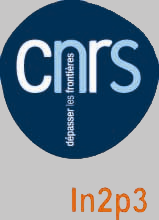 cnrs
dépasser les frontières
In2p3